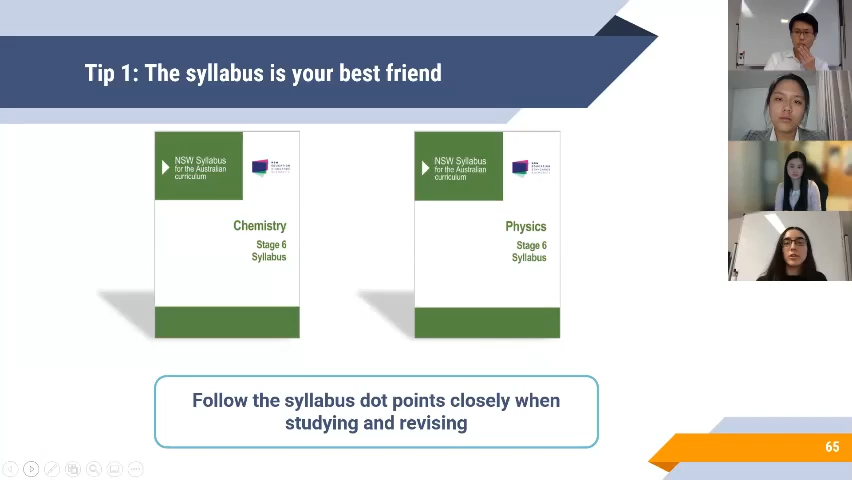 Tip 1: The syllabus is your best friend
NSW Syllabus
for the Australian
curriculum
Chemistry
Stage 6
Syllabus
NSW Syllabus
for the Australian
curriculum
Physics
Stage 6
Syllabus
Follow the syllabus dot points closely when
studying and revising
65